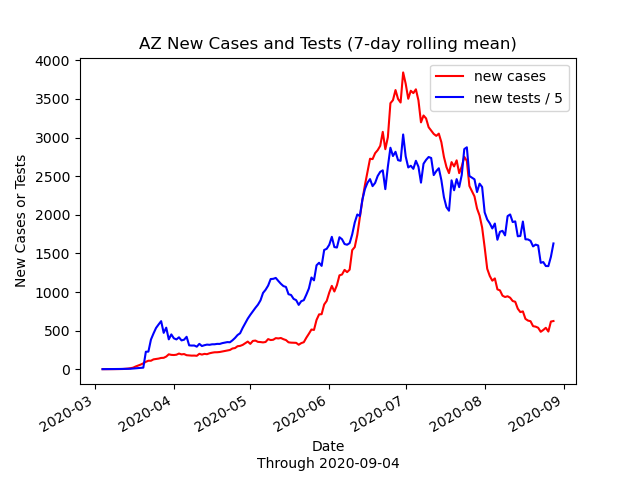 AZ New Cases and Tests (7-day rolling mean)
new cases
new tests / 5
New Cases or Tests
4000
3500
3000
2500
2000
1500
1000
500
0
2020-03
2020-04
2020-05
2020-06
2020-07
2020-08
2020-09
Date
Through 2020-09-04